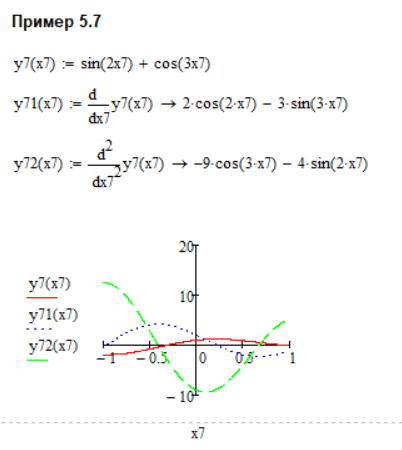 Пример 5.7
y7(x7) := sin(2x7) + cos(3x7)
y71(x7) := d/dx7 y7(x7) → 2·cos(2·x7) − 3·sin(3·x7)
y72(x7) := d²/dx7² y7(x7) → −9·cos(3·x7) − 4·sin(2·x7)
20
10
y7(x7)
y71(x7)
y72(x7)
−1 −0.5 0 0.5 1
−10
x7